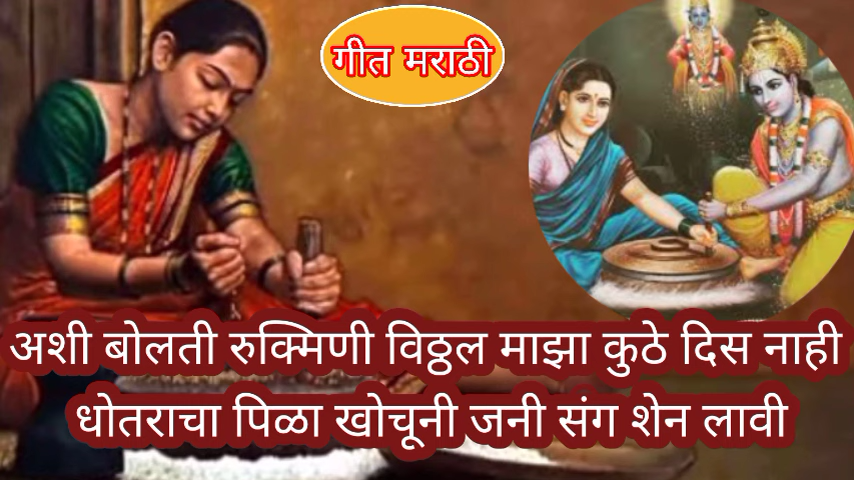 गीत मराठी
अशी बोलती रुक्मिणी विठ्ठल माझा कुठे दिस नाही
धोतराचा पिळा खोचूनी जनी संग शेन लावी